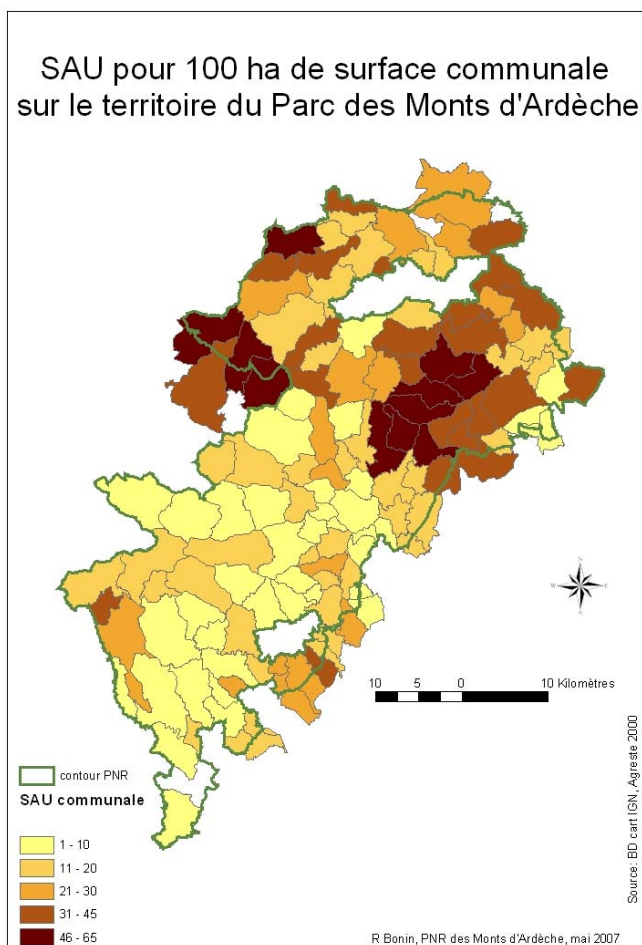 SAU pour 100 ha de surface communale
sur le territoire du Parc des Monts d'Ardèche
N
W E
S
10 5 0 10 Kilomètres
contour PNR
SAU communale
1 - 10
11 - 20
21 - 30
31 - 45
46 - 65
Source: BD cart IGN, Agreste 2000
R Bonin, PNR des Monts d'Ardèche, mai 2007